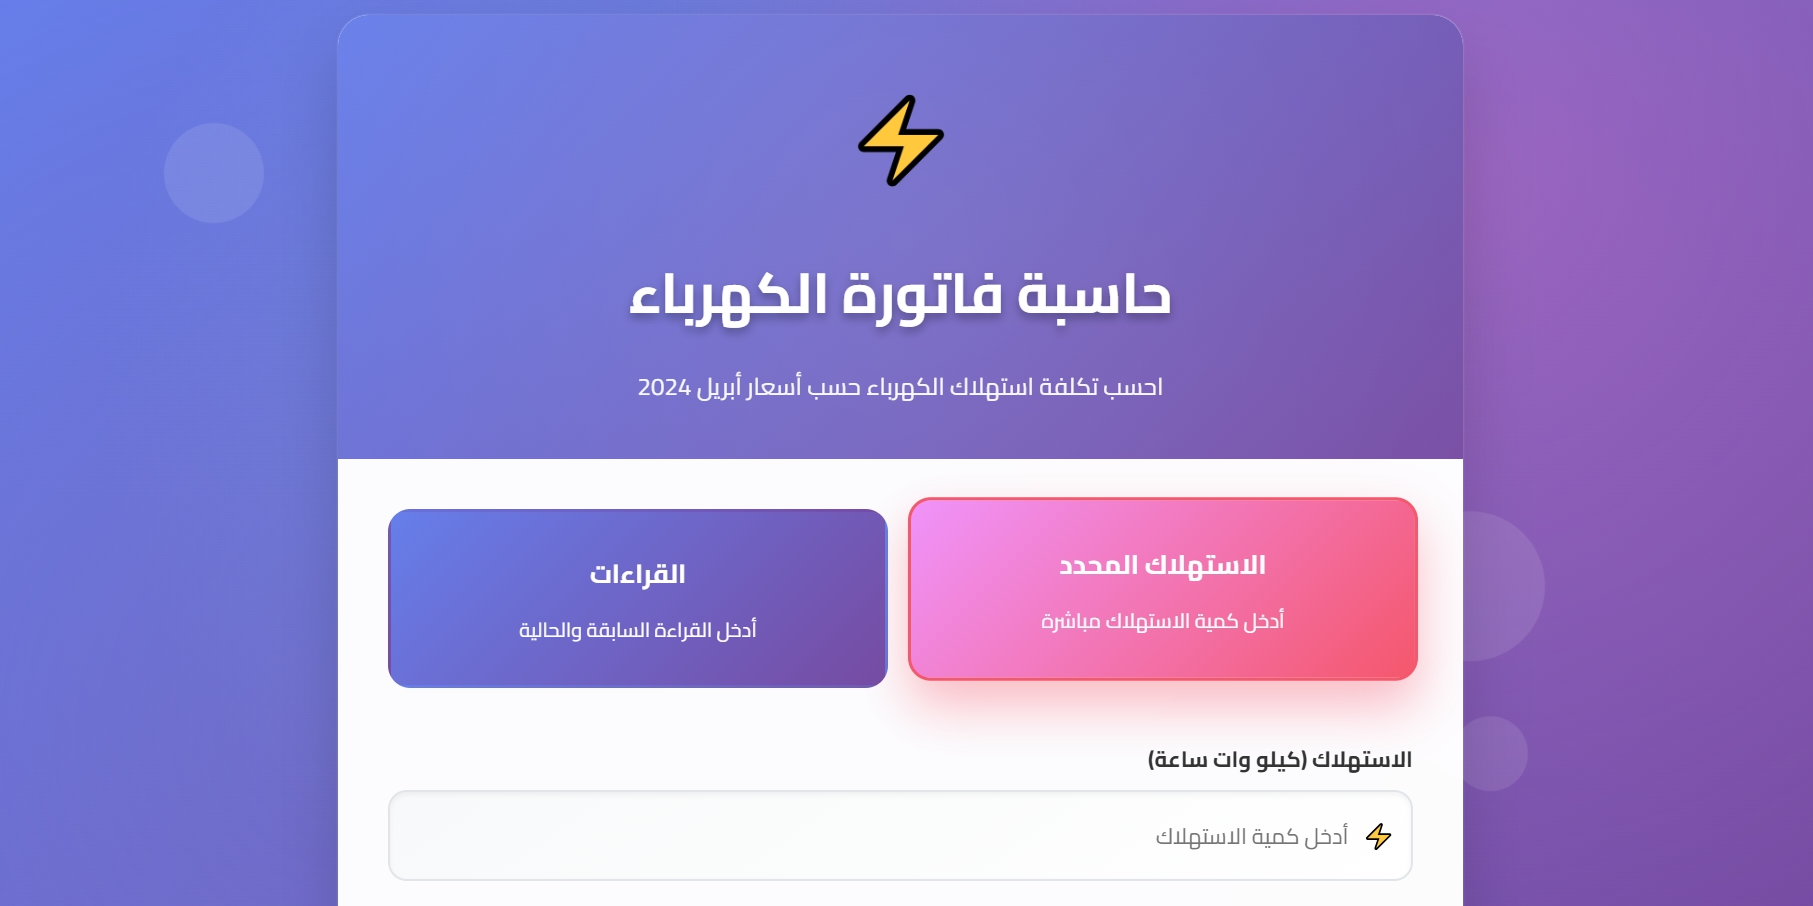 حاسبة فاتورة الكهرباء
احسب تكلفة استهلاك الكهرباء حسب أسعار أبريل 2024
الاستهلاك المحدد
أدخل كمية الاستهلاك مباشرة
القراءات
أدخل القراءة السابقة والحالية
الاستهلاك (كيلو وات ساعة)
أدخل كمية الاستهلاك